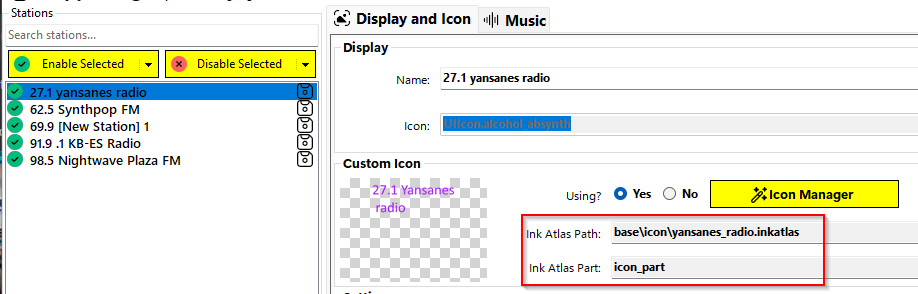 Stations
Search stations...
Enable Selected
Disable Selected
27.1 yansanes radio
62.5 Synthpop FM
69.9 [New Station] 1
91.9 .1 KB-ES Radio
98.5 Nightwave Plaza FM
Display and Icon
Music
Display
Name:
27.1 yansanes radio
Icon:
UIIcon.alcohol_absynth
Custom Icon
27.1 Yansanes
radio
Using?
Yes
No
Icon Manager
Ink Atlas Path:
base\icon\yansanes_radio.inkatlas
Ink Atlas Part:
icon_part